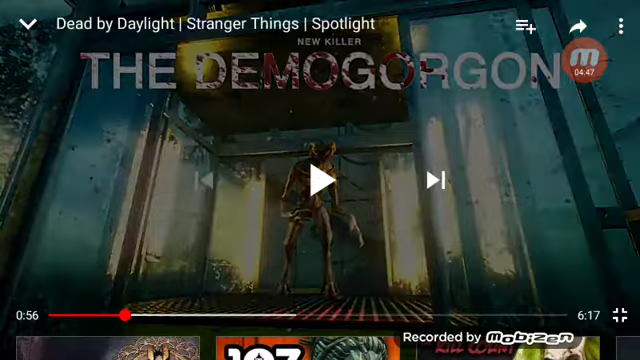 Dead by Daylight | Stranger Things | Spotlight
NEW KILLER
THE DEMOGORGON
04:47
0:56
6:17
Recorded by MOBIZEN
107